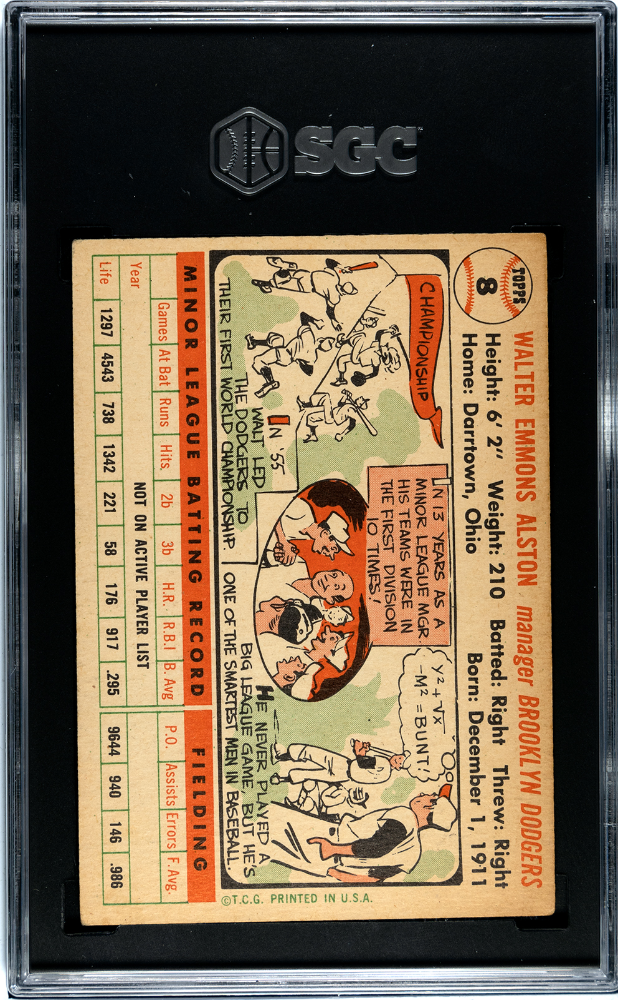 SGC
TOPPS
8
WALTER EMMONS ALSTON manager BROOKLYN DODGERS
Height: 6' 2" Weight: 210 Batted: Right Threw: Right
Home: Darrtown, Ohio Born: December 1, 1911
CHAMPIONSHIP
IN '55
WALT LED
THE DODGERS TO
THEIR FIRST WORLD CHAMPIONSHIP.
IN 13 YEARS AS A
MINOR LEAGUE MGR
HIS TEAMS WERE IN
THE FIRST DIVISION
10 TIMES!
Y² + √X
-M² = BUNT!
HE NEVER PLAYED A
BIG LEAGUE GAME, BUT HE'S
ONE OF THE SMARTEST MEN IN BASEBALL.
MINOR LEAGUE BATTING RECORD FIELDING
Games At Bat Runs Hits 2b 3b H.R. R.B.I B. Avg P.O. Assists Errors F. Avg.
Year NOT ON ACTIVE PLAYER LIST
Life 1297 4543 738 1342 221 58 176 917 .295 9644 940 146 .986
©T.C.G. PRINTED IN U.S.A.